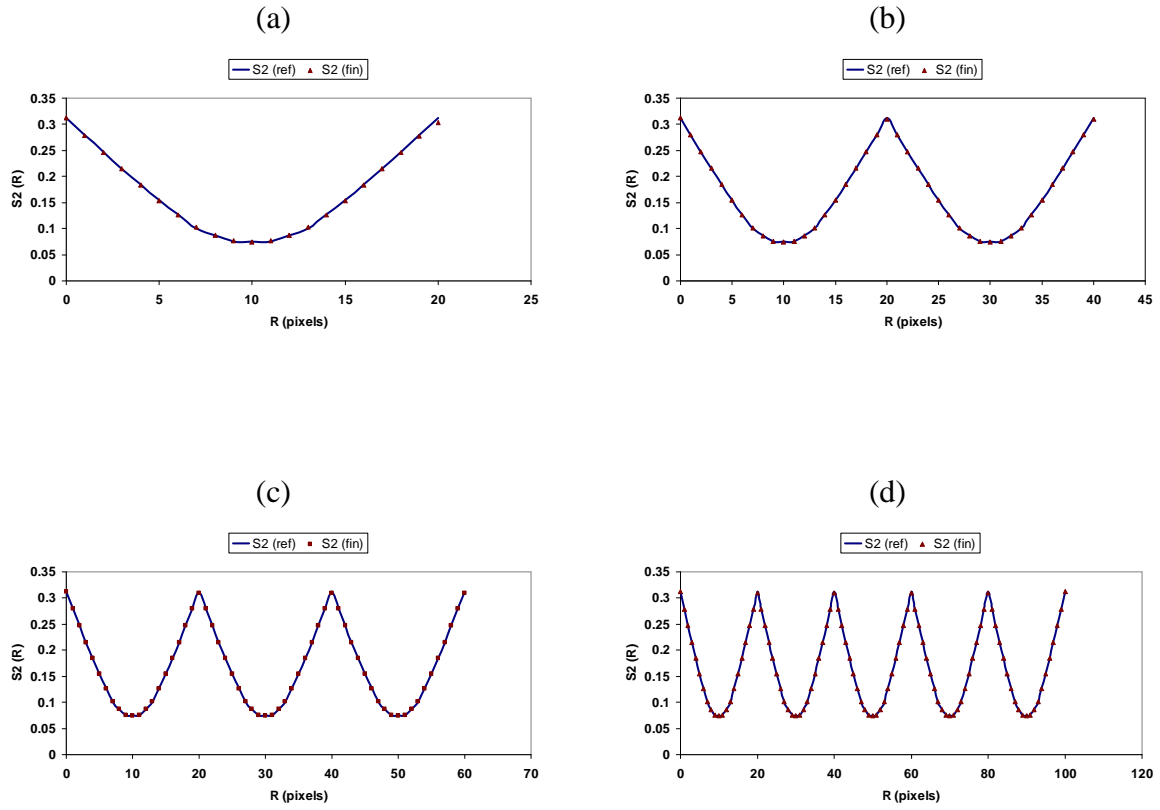 (a)
S2 (ref) S2 (fin)
0.35
0.3
0.25
0.2
0.15
0.1
0.05
0
S2 (R)
0 5 10 15 20 25
R (pixels)
(b)
S2 (ref) S2 (fin)
0.35
0.3
0.25
0.2
0.15
0.1
0.05
0
S2 (R)
0 5 10 15 20 25 30 35 40 45
R (pixels)
(c)
S2 (ref) S2 (fin)
0.35
0.3
0.25
0.2
0.15
0.1
0.05
0
S2 (R)
0 10 20 30 40 50 60 70
R (pixels)
(d)
S2 (ref) S2 (fin)
0.35
0.3
0.25
0.2
0.15
0.1
0.05
0
S2 (R)
0 20 40 60 80 100 120
R (pixels)